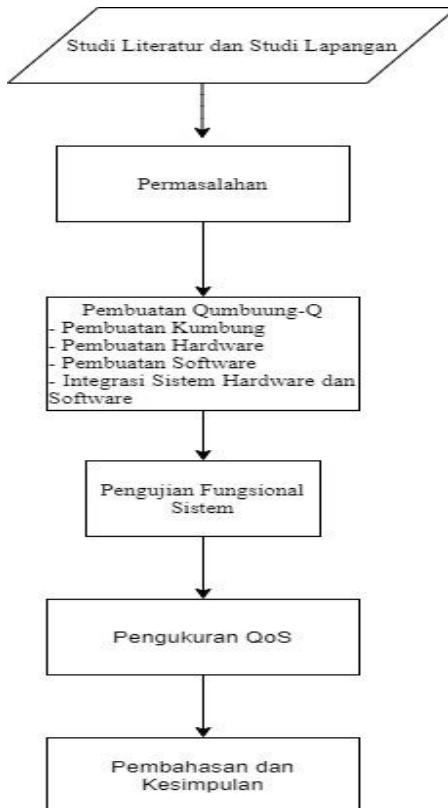 Studi Literatur dan Studi Lapangan
Permasalahan
Pembuatan Qumbuung-Q
- Pembuatan Kumbung
- Pembuatan Hardware
- Pembuatan Software
- Integrasi Sistem Hardware dan
Software
Pengujian Fungsional
Sistem
Pengukuran QoS
Pembahasan dan
Kesimpulan